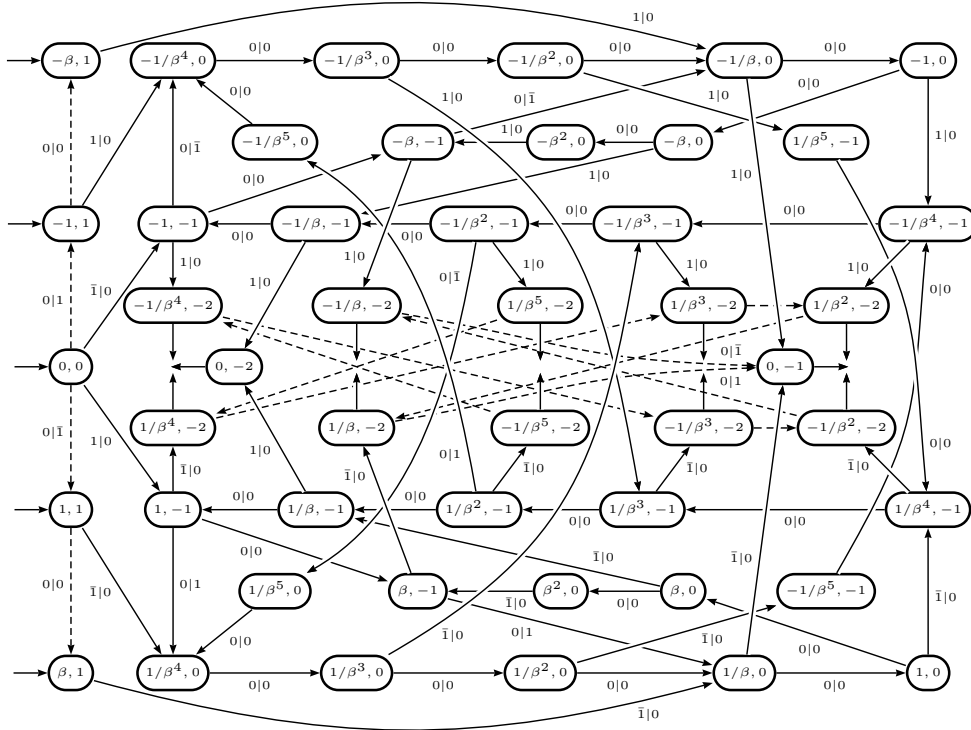 1|0
−β, 1 −1/β⁴, 0 0|0 −1/β³, 0 0|0 −1/β², 0 0|0 −1/β, 0 0|0 −1, 0
0|0 1|0 0|1̄ 1|0 0|0
0|0 1|0 0|1̄ −1/β⁵, 0 −β, −1 1|0 −β², 0 0|0 −β, 0 1/β⁵, −1 1|0
0|0 1|0 1|0
−1, 1 −1, −1 0|0 −1/β, −1 0|0 −1/β², −1 0|0 −1/β³, −1 0|0 −1/β⁴, −1
1|0 1|0 1|0 0|1̄ 1|0 1|0 1|0
0|1 1̄|0 −1/β⁴, −2 −1/β, −2 1/β⁵, −2 1/β³, −2 1/β², −2 0|0
0|1̄
0, 0 0, −2 0, −1
0|1
0|1̄ 1|0 1/β⁴, −2 1/β, −2 −1/β⁵, −2 −1/β³, −2 −1/β², −2 0|0
1̄|0 1|0 1̄|0 0|1 1̄|0 1̄|0 1̄|0
1, 1 1, −1 0|0 1/β, −1 0|0 1/β², −1 0|0 1/β³, −1 0|0 1/β⁴, −1
0|0 1̄|0 1̄|0
0|0 1̄|0 0|1 1/β⁵, 0 β, −1 1̄|0 β², 0 0|0 β, 0 −1/β⁵, −1 1̄|0
0|0 1̄|0 0|1 1̄|0 0|0
β, 1 1/β⁴, 0 0|0 1/β³, 0 0|0 1/β², 0 0|0 1/β, 0 0|0 1, 0
1̄|0